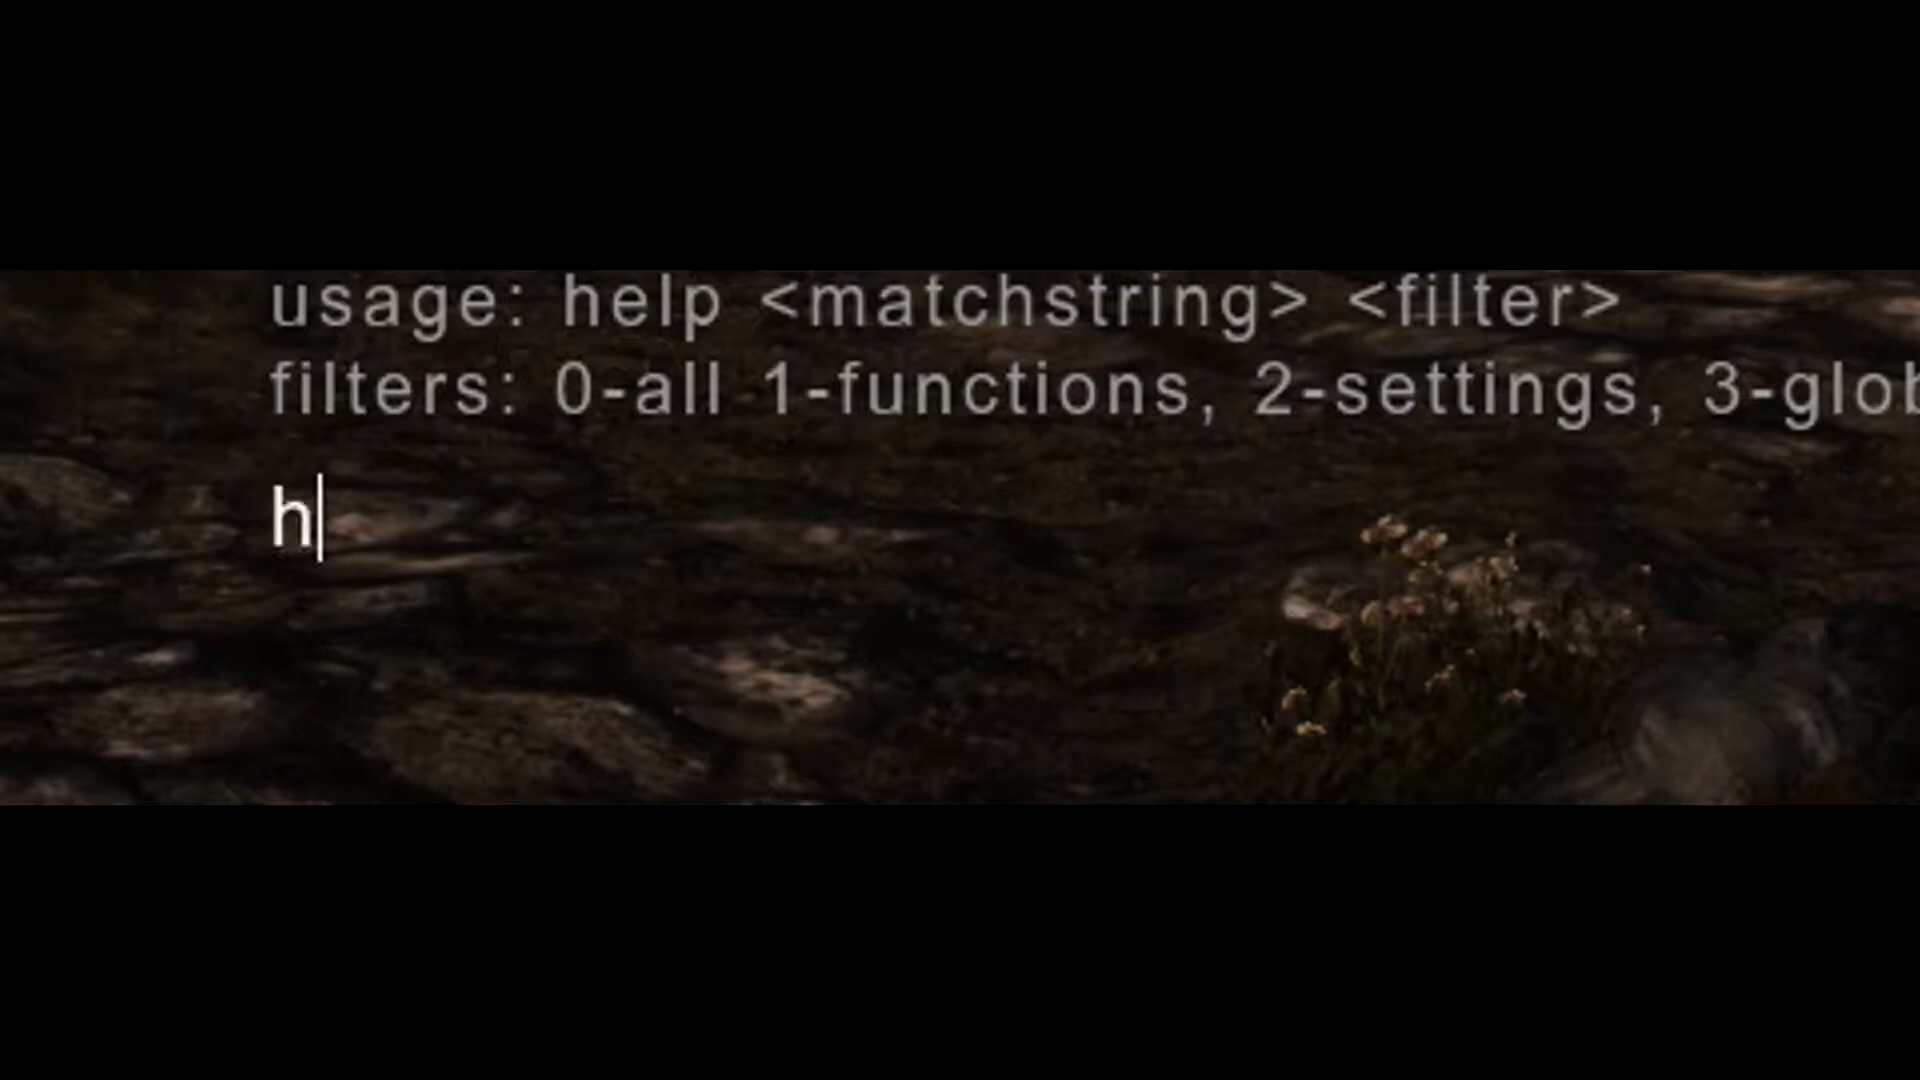 usage: help <matchstring> <filter>
filters: 0-all 1-functions, 2-settings, 3-glob
h